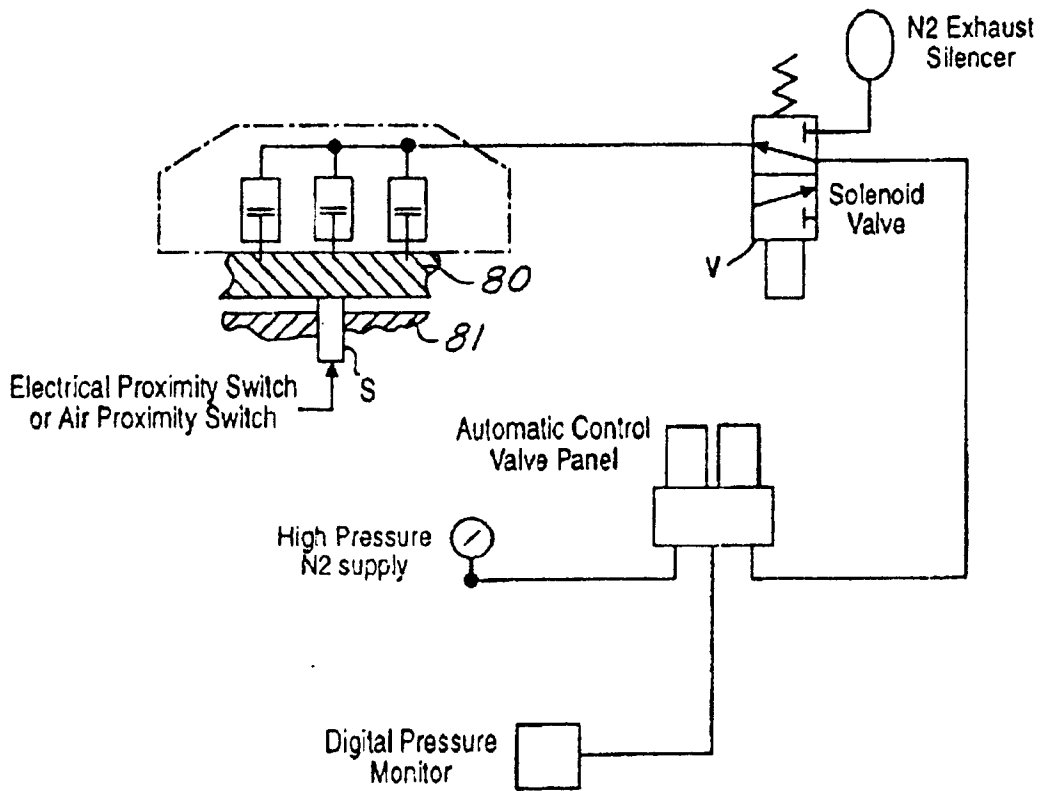 N2 Exhaust
Silencer
Solenoid
Valve
V
80
81
S
Electrical Proximity Switch
or Air Proximity Switch
Automatic Control
Valve Panel
High Pressure
N2 supply
Digital Pressure
Monitor